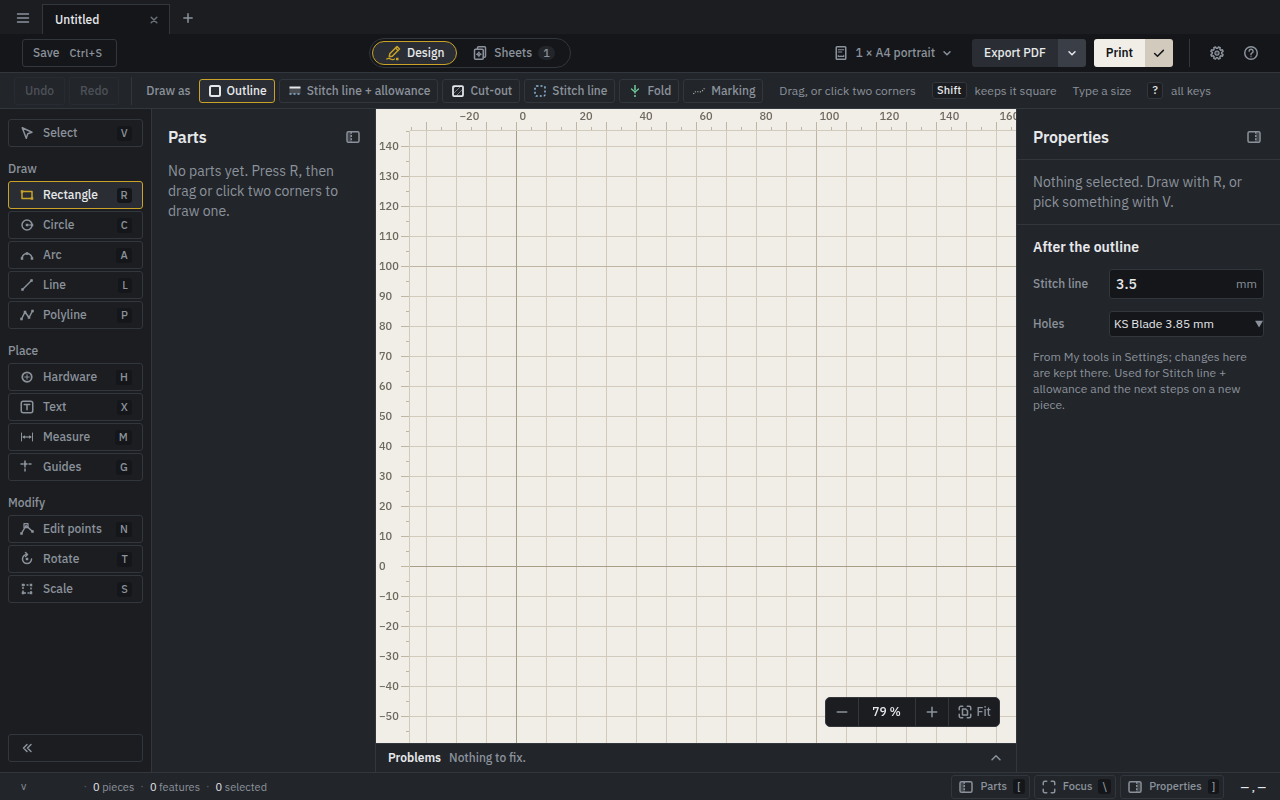 Untitled
Save Ctrl+S
Design
Sheets 1
1 × A4 portrait
Export PDF
Print
Undo
Redo
Draw as
Outline
Stitch line + allowance
Cut-out
Stitch line
Fold
Marking
Drag, or click two corners
Shift keeps it square
Type a size
? all keys
Select V
Draw
Rectangle R
Circle C
Arc A
Line L
Polyline P
Place
Hardware H
Text X
Measure M
Guides G
Modify
Edit points N
Rotate T
Scale S
Parts
No parts yet. Press R, then
drag or click two corners to
draw one.
−20 0 20 40 60 80 100 120 140 160
140
130
120
110
100
90
80
70
60
50
40
30
20
10
0
−10
−20
−30
−40
−50
79 %
Fit
Problems Nothing to fix.
Properties
Nothing selected. Draw with R, or
pick something with V.
After the outline
Stitch line 3.5 mm
Holes KS Blade 3.85 mm
From My tools in Settings; changes here
are kept there. Used for Stitch line +
allowance and the next steps on a new
piece.
v · 0 pieces · 0 features · 0 selected
Parts [
Focus \
Properties ]
–,–